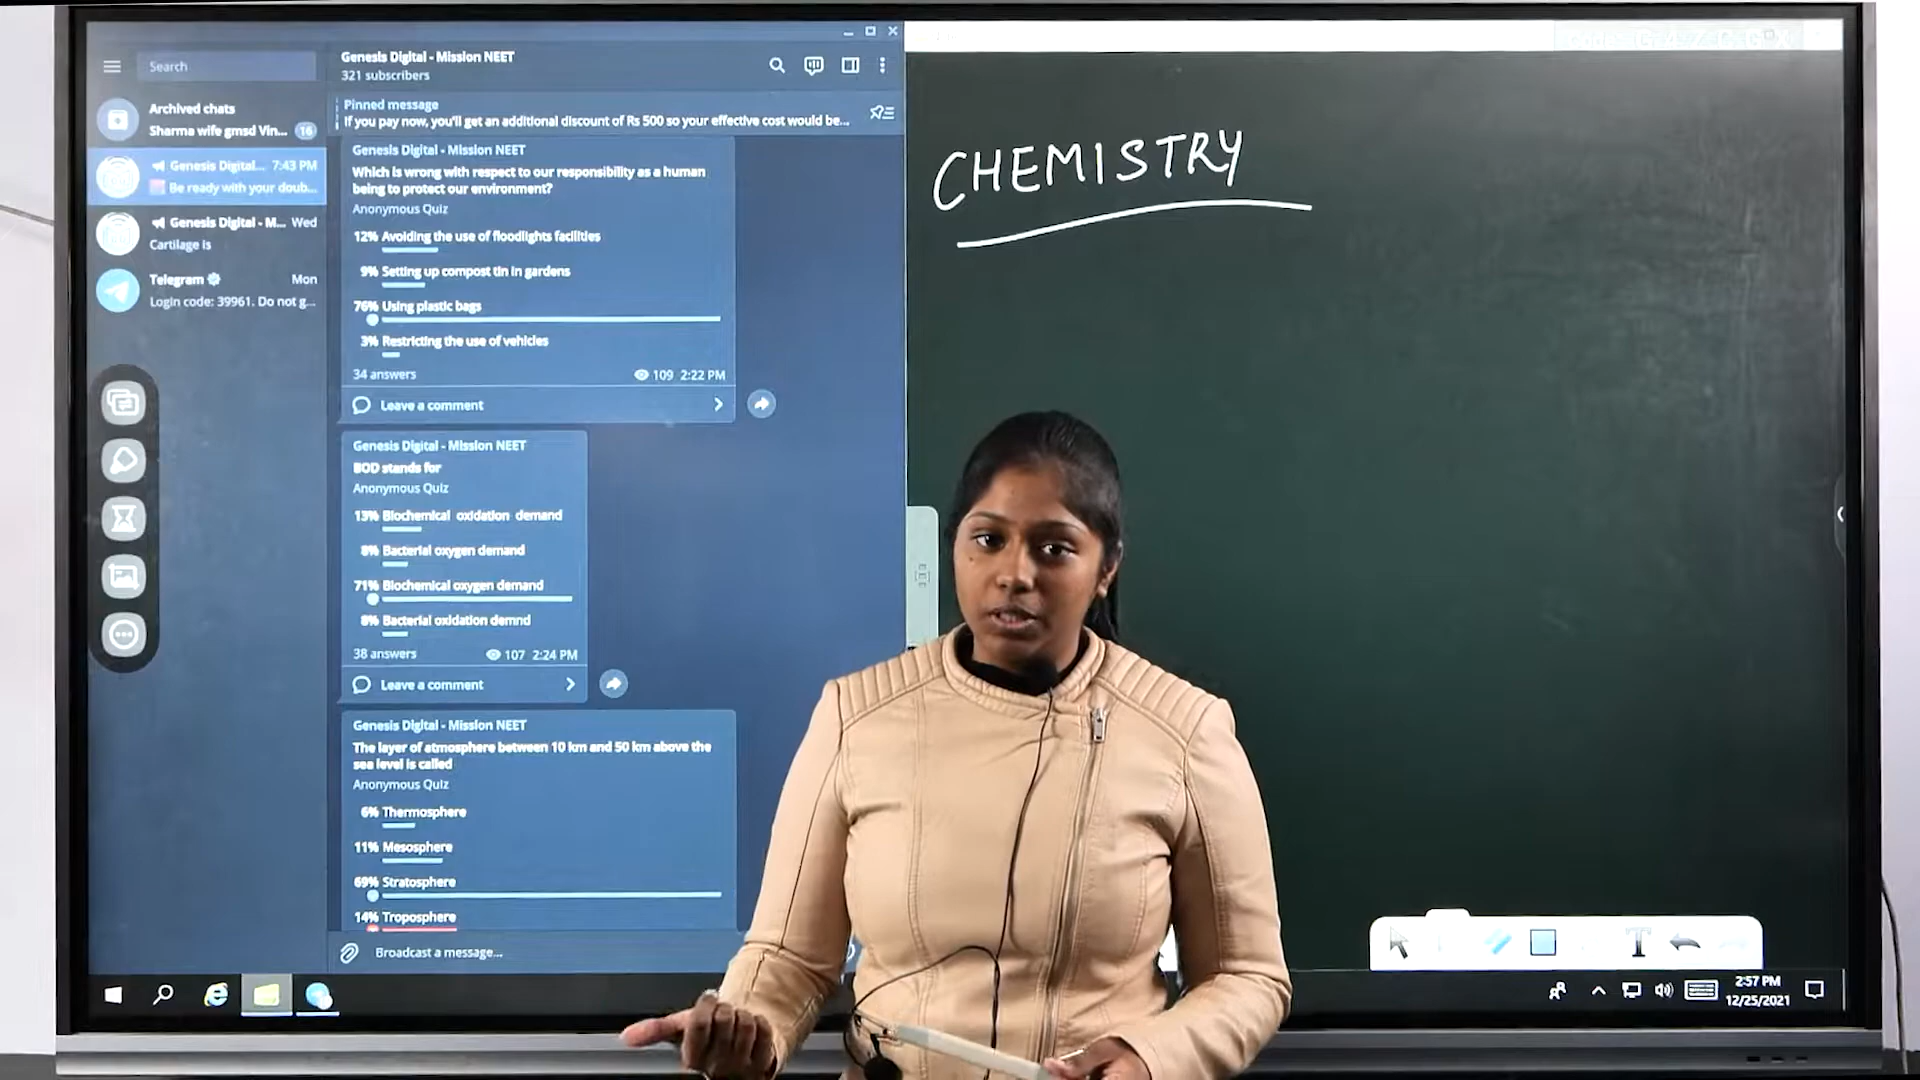 Search
Archived chats
Sharma wife gmsd Vin... 16
Genesis Digital... 7:43 PM
Be ready with your doub...
Genesis Digital - M... Wed
Cartilage is
Telegram Mon
Login code: 39961. Do not g...
Genesis Digital - Mission NEET
321 subscribers
Pinned message
If you pay now, you'll get an additional discount of Rs 500 so your effective cost would be...
Genesis Digital - Mission NEET
Which is wrong with respect to our responsibility as a human
being to protect our environment?
Anonymous Quiz
12% Avoiding the use of floodlights facilities
9% Setting up compost tin in gardens
76% Using plastic bags
3% Restricting the use of vehicles
34 answers 109 2:22 PM
Leave a comment
Genesis Digital - Mission NEET
BOD stands for
Anonymous Quiz
13% Biochemical oxidation demand
8% Bacterial oxygen demand
71% Biochemical oxygen demand
8% Bacterial oxidation demnd
38 answers 107 2:24 PM
Leave a comment
Genesis Digital - Mission NEET
The layer of atmosphere between 10 km and 50 km above the
sea level is called
Anonymous Quiz
6% Thermosphere
11% Mesosphere
69% Stratosphere
14% Troposphere
Broadcast a message...
CHEMISTRY
T
2:57 PM
12/25/2021